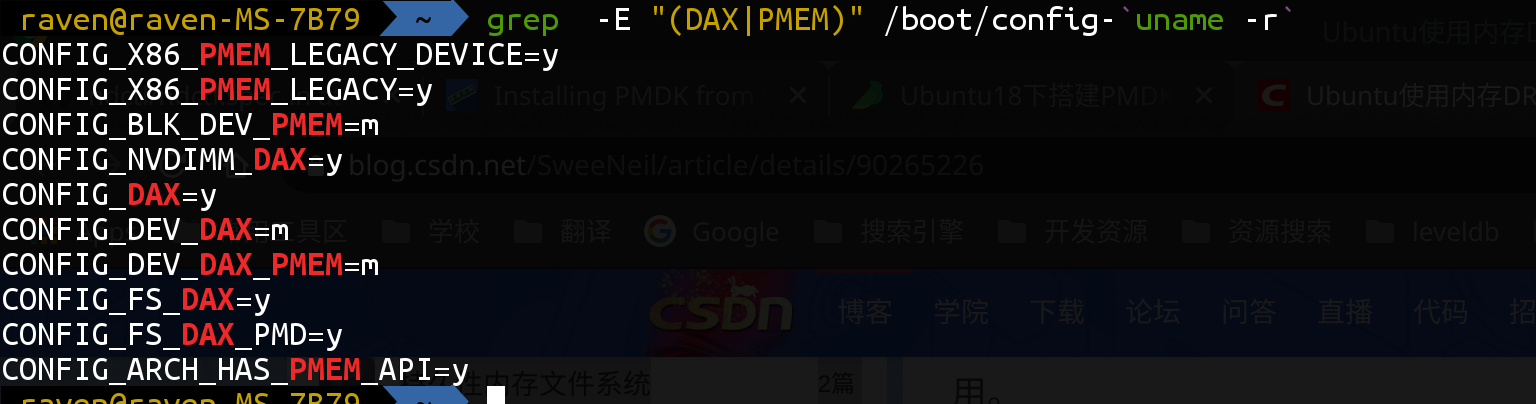 raven@raven-MS-7B79 ~ grep  -E "(DAX|PMEM)" /boot/config-`uname -r`
Ubuntu使用内存D
CONFIG_X86_PMEM_LEGACY_DEVICE=y
CONFIG_X86_PMEM_LEGACY=y
Installing PMDK from
Ubuntu18下搭建PMDK
Ubuntu使用内存DR
CONFIG_BLK_DEV_PMEM=m
CONFIG_NVDIMM_DAX=y
blog.csdn.net/SweeNeil/article/details/90265226
CONFIG_DAX=y
CONFIG_DEV_DAX=m
具区 学校 翻译 Google 搜索引擎 开发资源 资源搜索 leveldb
CONFIG_DEV_DAX_PMEM=m
CONFIG_FS_DAX=y
CSDN 博客 学院 下载 论坛 问答 直播 代码 招
CONFIG_FS_DAX_PMD=y
CONFIG_ARCH_HAS_PMEM_API=y
性内存文件系统 2篇 用。
raven@raven-MS-7B79 ~